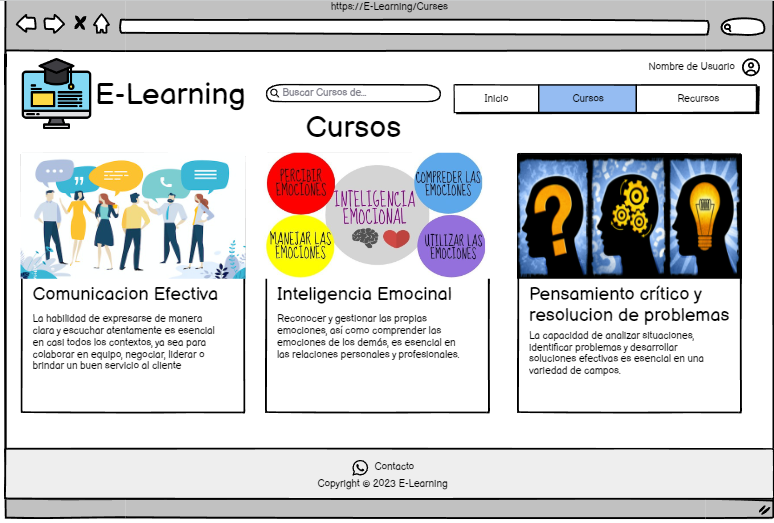 https://E-Learning/Curses
Nombre de Usuario
E-Learning
Buscar Cursos de...
Inicio
Cursos
Recursos
Cursos
PERCIBIR
EMOCIONES
COMPREDER LAS
EMOCIONES
INTELIGENCIA
EMOCIONAL
MANEJAR LAS
EMOCIONES
UTILIZAR LAS
EMOCIONES
Comunicacion Efectiva
La habilidad de expresarse de manera
clara y escuchar atentamente es esencial
en casi todos los contextos, ya sea para
colaborar en equipo, negociar, liderar o
brindar un buen servicio al cliente
Inteligencia Emocinal
Reconocer y gestionar las propias
emociones, así como comprender las
emociones de los demás, es esencial en
las relaciones personales y profesionales.
Pensamiento crítico y
resolucion de problemas
La capacidad de analizar situaciones,
identificar problemas y desarrollar
soluciones efectivas es esencial en una
variedad de campos.
Contacto
Copyright © 2023 E-Learning